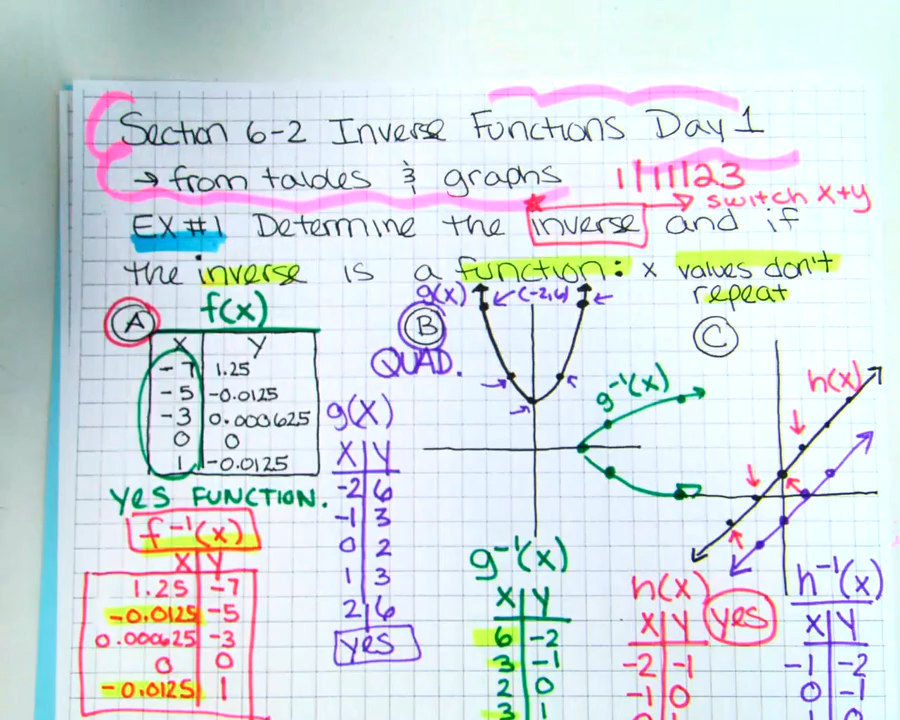 Section 6-2 Inverse Functions Day 1
→ from tables & graphs 1/11/23
switch x+y
EX #1 Determine the inverse and if
the inverse is a function: x values don't
repeat
A
f(x)
x y
-7 1.25
-5 -0.0125
-3 0.000625
0 0
1 -0.0125
YES FUNCTION.
f⁻¹(x)
x y
1.25 -7
-0.0125 -5
0.000625 -3
0 0
-0.0125 1
B
g(x) (-2,6)
QUAD.
g(x)
x y
-2 6
-1 3
0 2
1 3
2 6
yes
g⁻¹(x)
g⁻¹(x)
x y
6 -2
3 -1
2 0
3 1
C
h(x)
h(x)
x y
-2 -1
-1 0
yes
h⁻¹(x)
x y
-1 -2
0 -1